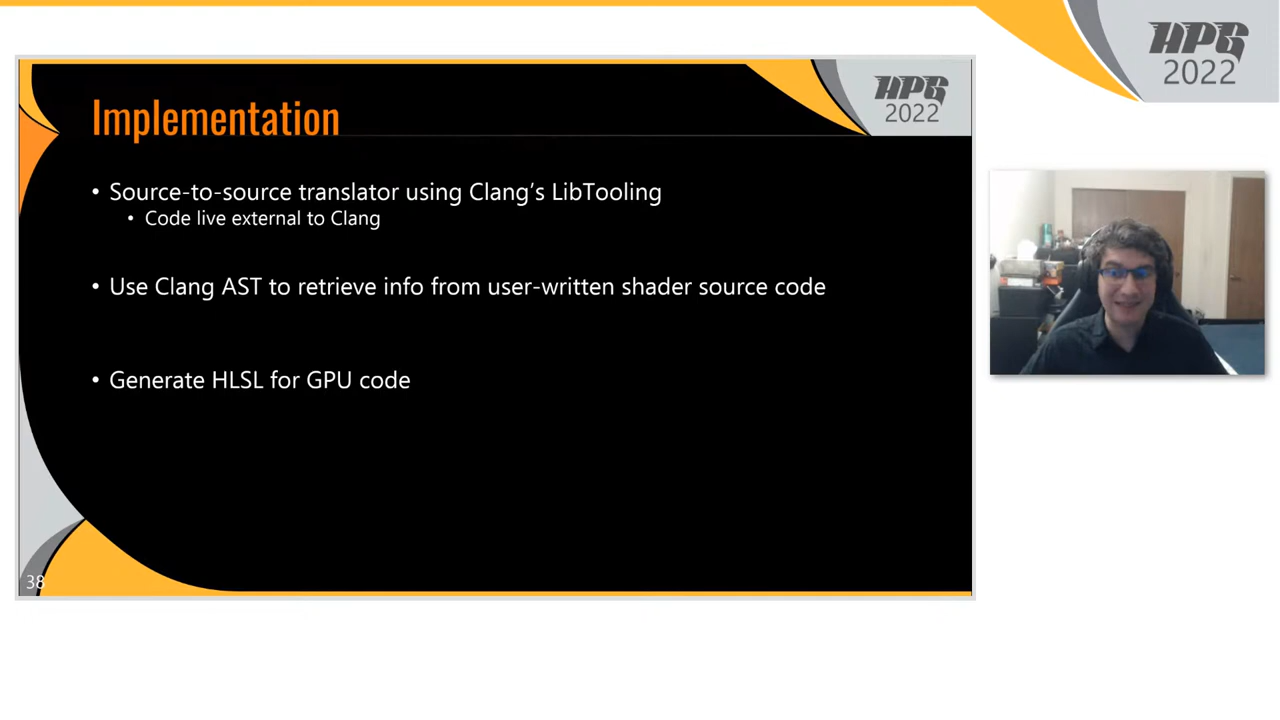 HPG
2022
Implementation
HPG
2022
• Source-to-source translator using Clang's LibTooling
• Code live external to Clang
• Use Clang AST to retrieve info from user-written shader source code
• Generate HLSL for GPU code
38